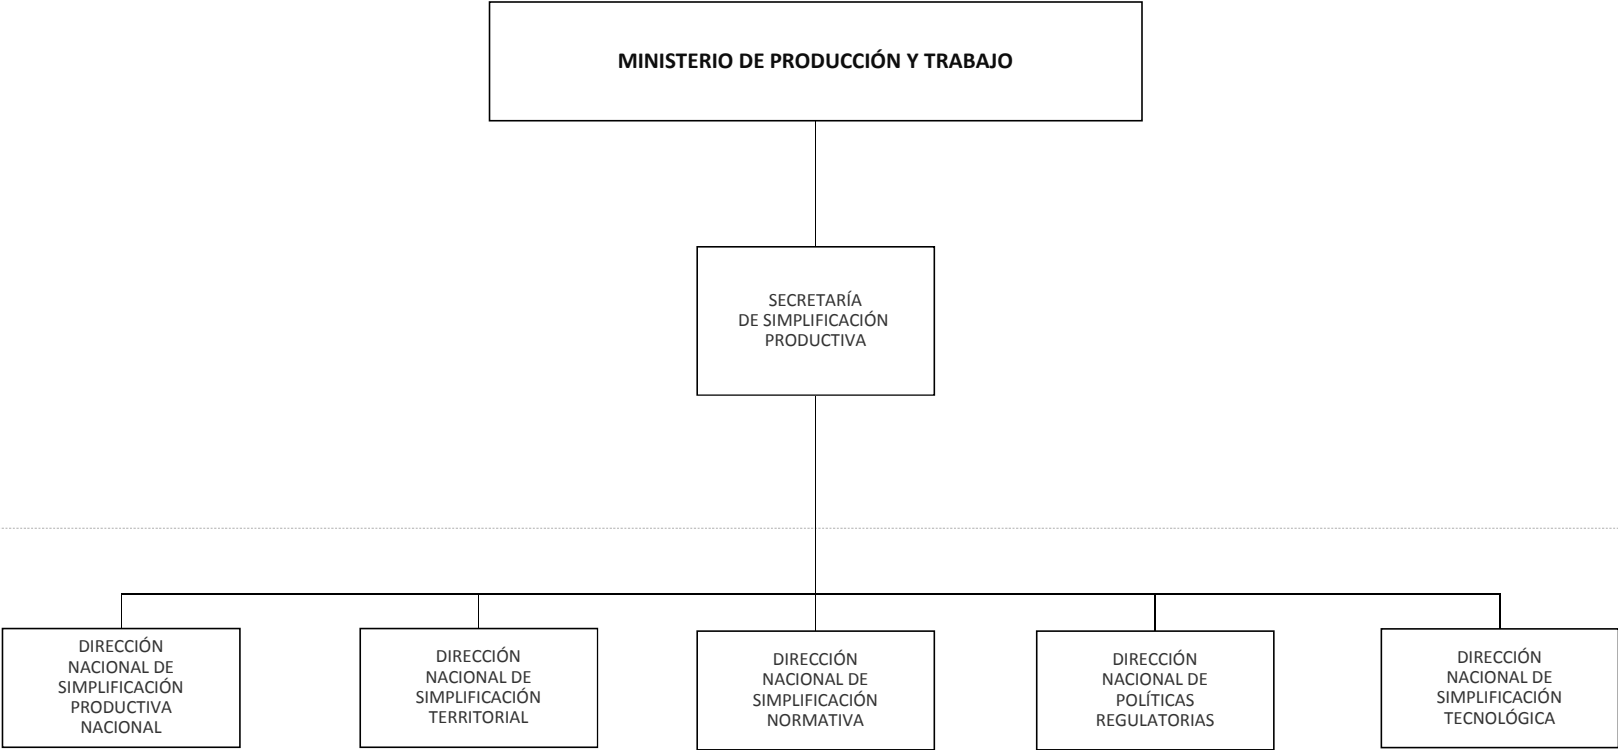 MINISTERIO DE PRODUCCIÓN Y TRABAJO
SECRETARÍA
DE SIMPLIFICACIÓN
PRODUCTIVA
DIRECCIÓN
NACIONAL DE
SIMPLIFICACIÓN
PRODUCTIVA
NACIONAL
DIRECCIÓN
NACIONAL DE
SIMPLIFICACIÓN
TERRITORIAL
DIRECCIÓN
NACIONAL DE
SIMPLIFICACIÓN
NORMATIVA
DIRECCIÓN
NACIONAL DE
POLÍTICAS
REGULATORIAS
DIRECCIÓN
NACIONAL DE
SIMPLIFICACIÓN
TECNOLÓGICA